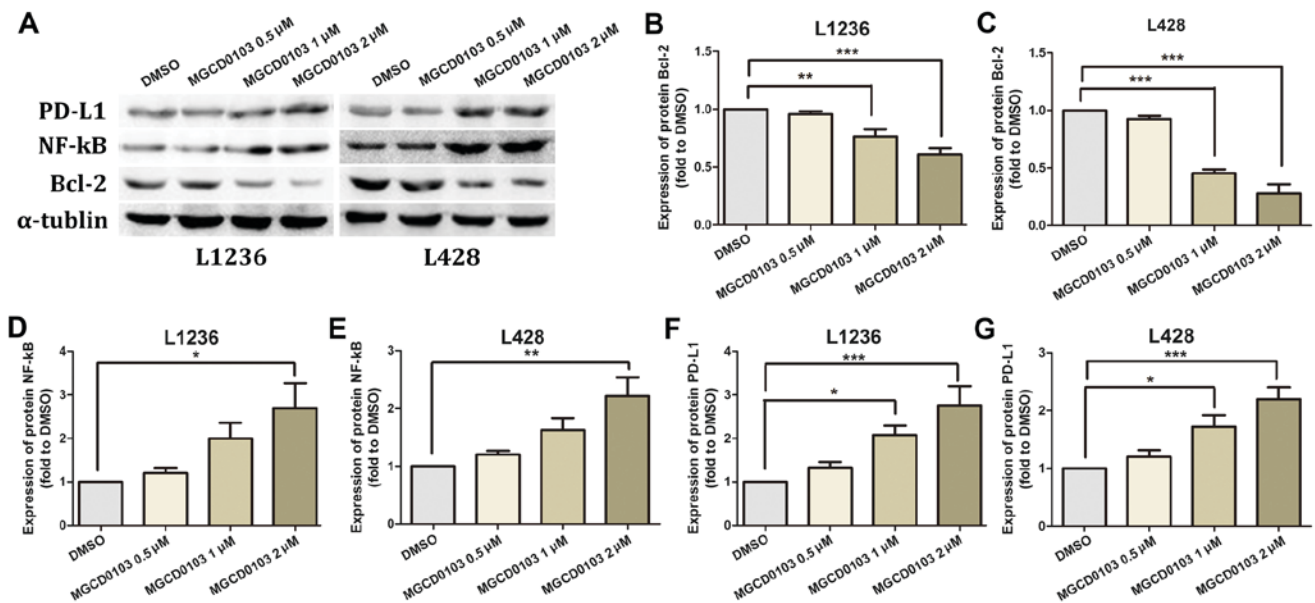 A
DMSO
MGCD0103 0.5 µM
MGCD0103 1 µM
MGCD0103 2 µM
DMSO
MGCD0103 0.5 µM
MGCD0103 1 µM
MGCD0103 2 µM
PD-L1
NF-kB
Bcl-2
α-tublin
L1236
L428
B
L1236
Expression of protein Bcl-2
(fold to DMSO)
1.5
1.0
0.5
0.0
**
***
DMSO
MGCD0103 0.5 µM
MGCD0103 1 µM
MGCD0103 2 µM
C
L428
Expression of protein Bcl-2
(fold to DMSO)
1.5
1.0
0.5
0.0
***
***
DMSO
MGCD0103 0.5 µM
MGCD0103 1 µM
MGCD0103 2 µM
D
L1236
Expression of protein NF-kB
(fold to DMSO)
4
3
2
1
0
*
DMSO
MGCD0103 0.5 µM
MGCD0103 1 µM
MGCD0103 2 µM
E
L428
Expression of protein NF-kB
(fold to DMSO)
3
2
1
0
**
DMSO
MGCD0103 0.5 µM
MGCD0103 1 µM
MGCD0103 2 µM
F
L1236
Expression of protein PD-L1
(fold to DMSO)
4
3
2
1
0
***
*
DMSO
MGCD0103 0.5 µM
MGCD0103 1 µM
MGCD0103 2 µM
G
L428
Expression of protein PD-L1
(fold to DMSO)
3
2
1
0
***
*
DMSO
MGCD0103 0.5 µM
MGCD0103 1 µM
MGCD0103 2 µM